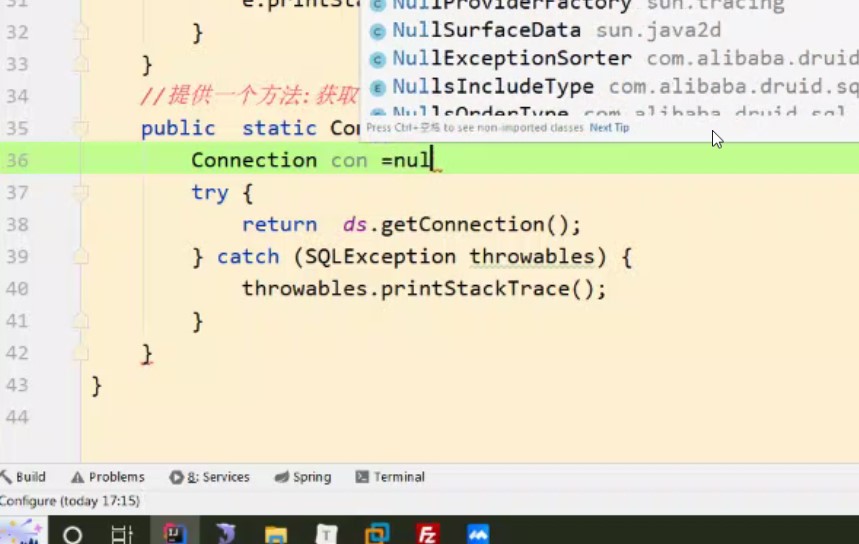 31 e.printSta NullProviderFactory sun.tracing
32 } NullSurfaceData sun.java2d
33 } NullExceptionSorter com.alibaba.druid
34 //提供一个方法:获取 NullsIncludeType com.alibaba.druid.sq
NullsOrderType com.alibaba.druid.sql
35 public static Co Press Ctrl+空格 to see non-imported classes Next Tip
36 Connection con =nul
37 try {
38 return ds.getConnection();
39 } catch (SQLException throwables) {
40 throwables.printStackTrace();
41 }
42 }
43 }
44
Build Problems 8: Services Spring Terminal
Configure (today 17:15)